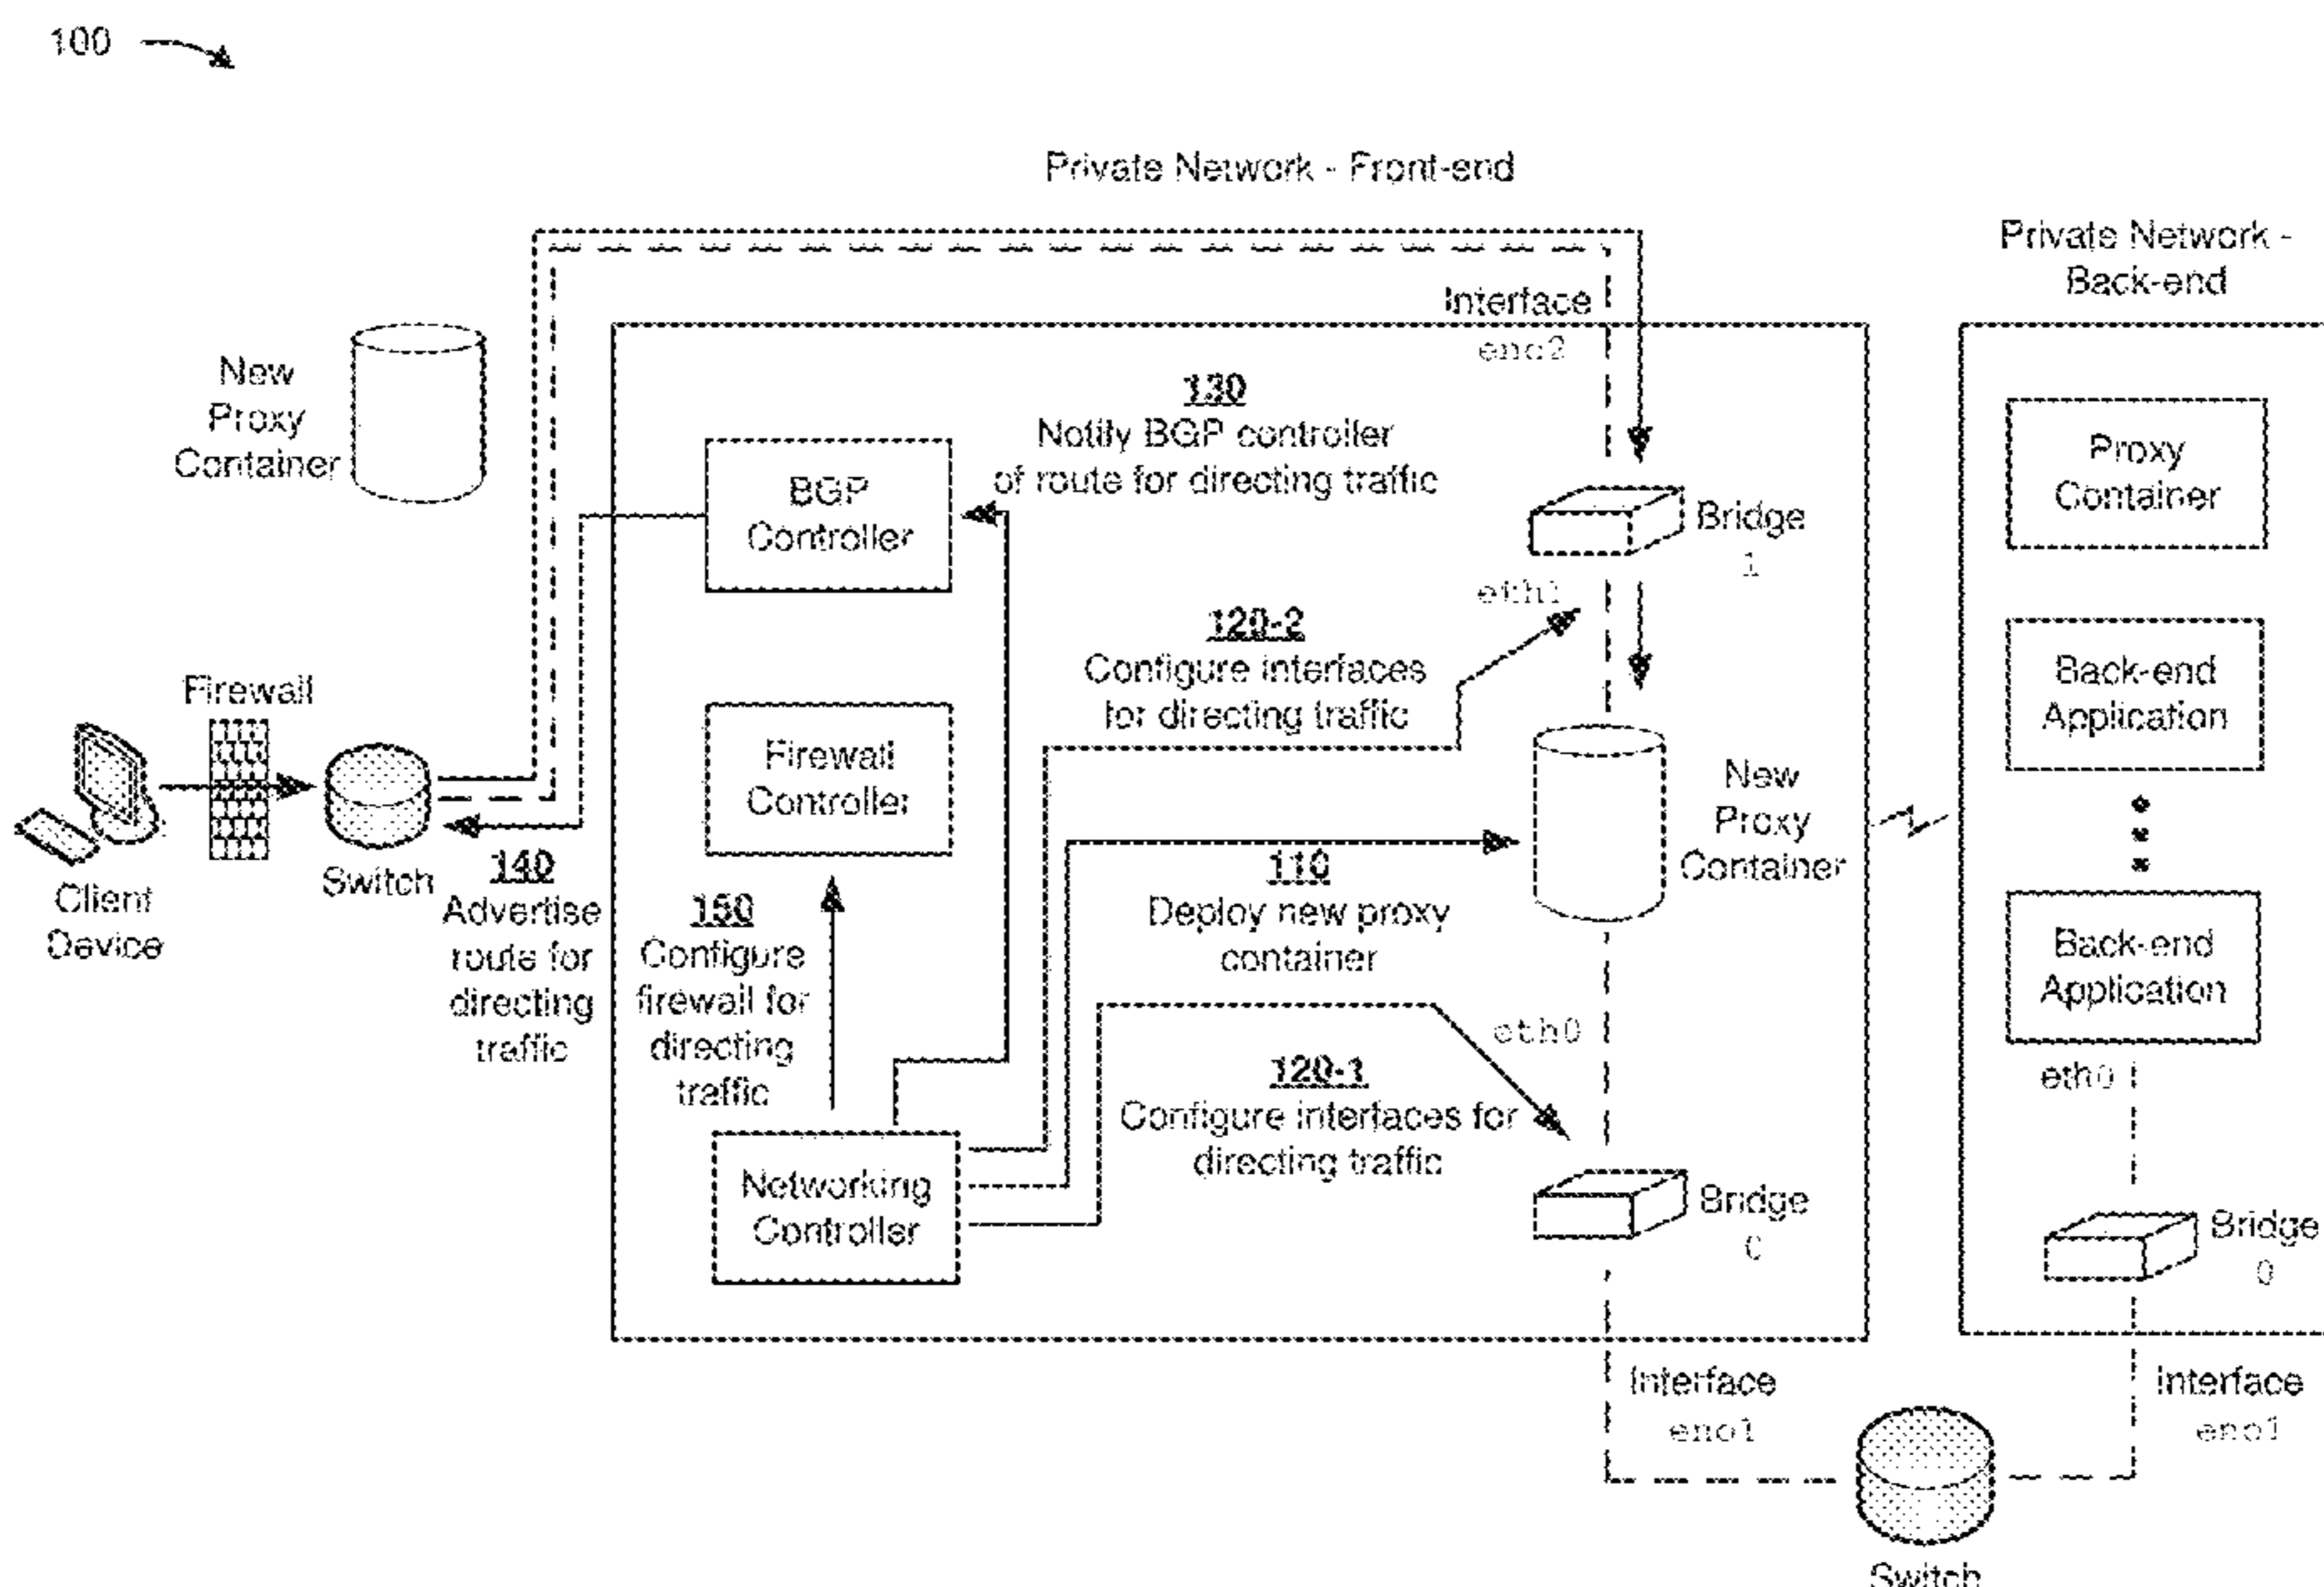 100
Private Network - Front-end
Private Network -
Back-end
Interface
eno2
New
Proxy
Container
130
Notify BGP controller
of route for directing traffic
BGP
Controller
Bridge
1
eth1
Proxy
Container
120-2
Configure interfaces
for directing traffic
Back-end
Application
Firewall
Firewall
Controller
New
Proxy
Container
Client
Device
Switch
140
Advertise
route for
directing
traffic
150
Configure
firewall for
directing
traffic
110
Deploy new proxy
container
Back-end
Application
eth0
eth0
120-1
Configure interfaces for
directing traffic
Networking
Controller
Bridge
0
Bridge
0
Interface
eno1
Interface
eno1
Switch